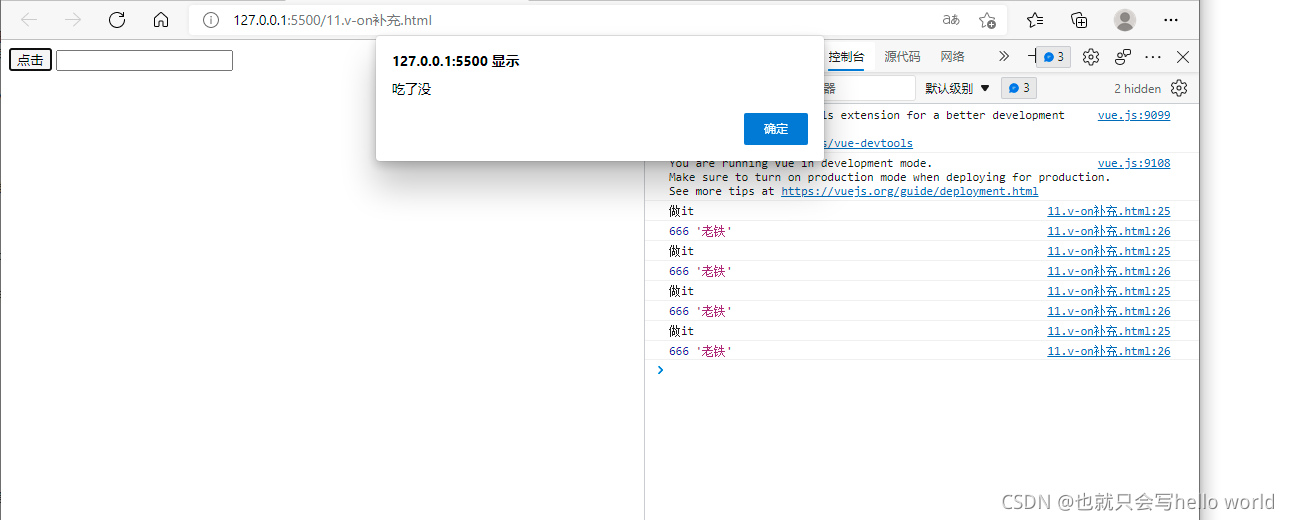 127.0.0.1:5500/11.v-on补充.html
aあ
点击
127.0.0.1:5500 显示
吃了没
确定
控制台 源代码 网络 3
器 默认级别 3 2 hidden
ls extension for a better development vue.js:9099
s/vue-devtools
You are running Vue in development mode. vue.js:9108
Make sure to turn on production mode when deploying for production.
See more tips at https://vuejs.org/guide/deployment.html
做it 11.v-on补充.html:25
666 '老铁' 11.v-on补充.html:26
做it 11.v-on补充.html:25
666 '老铁' 11.v-on补充.html:26
做it 11.v-on补充.html:25
666 '老铁' 11.v-on补充.html:26
做it 11.v-on补充.html:25
666 '老铁' 11.v-on补充.html:26
CSDN @也就只会写hello world